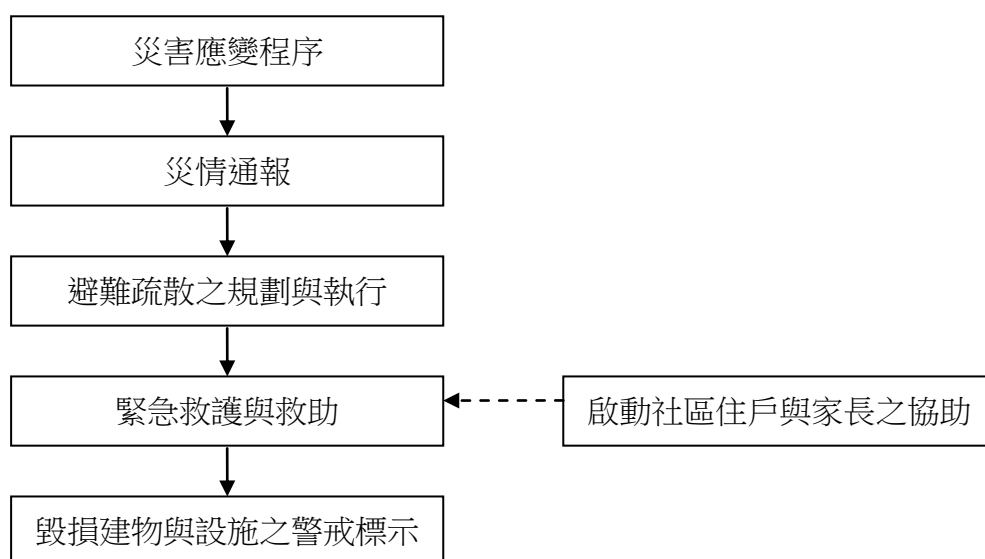 災害應變程序
災情通報
避難疏散之規劃與執行
緊急救護與救助
啟動社區住戶與家長之協助
毀損建物與設施之警戒標示